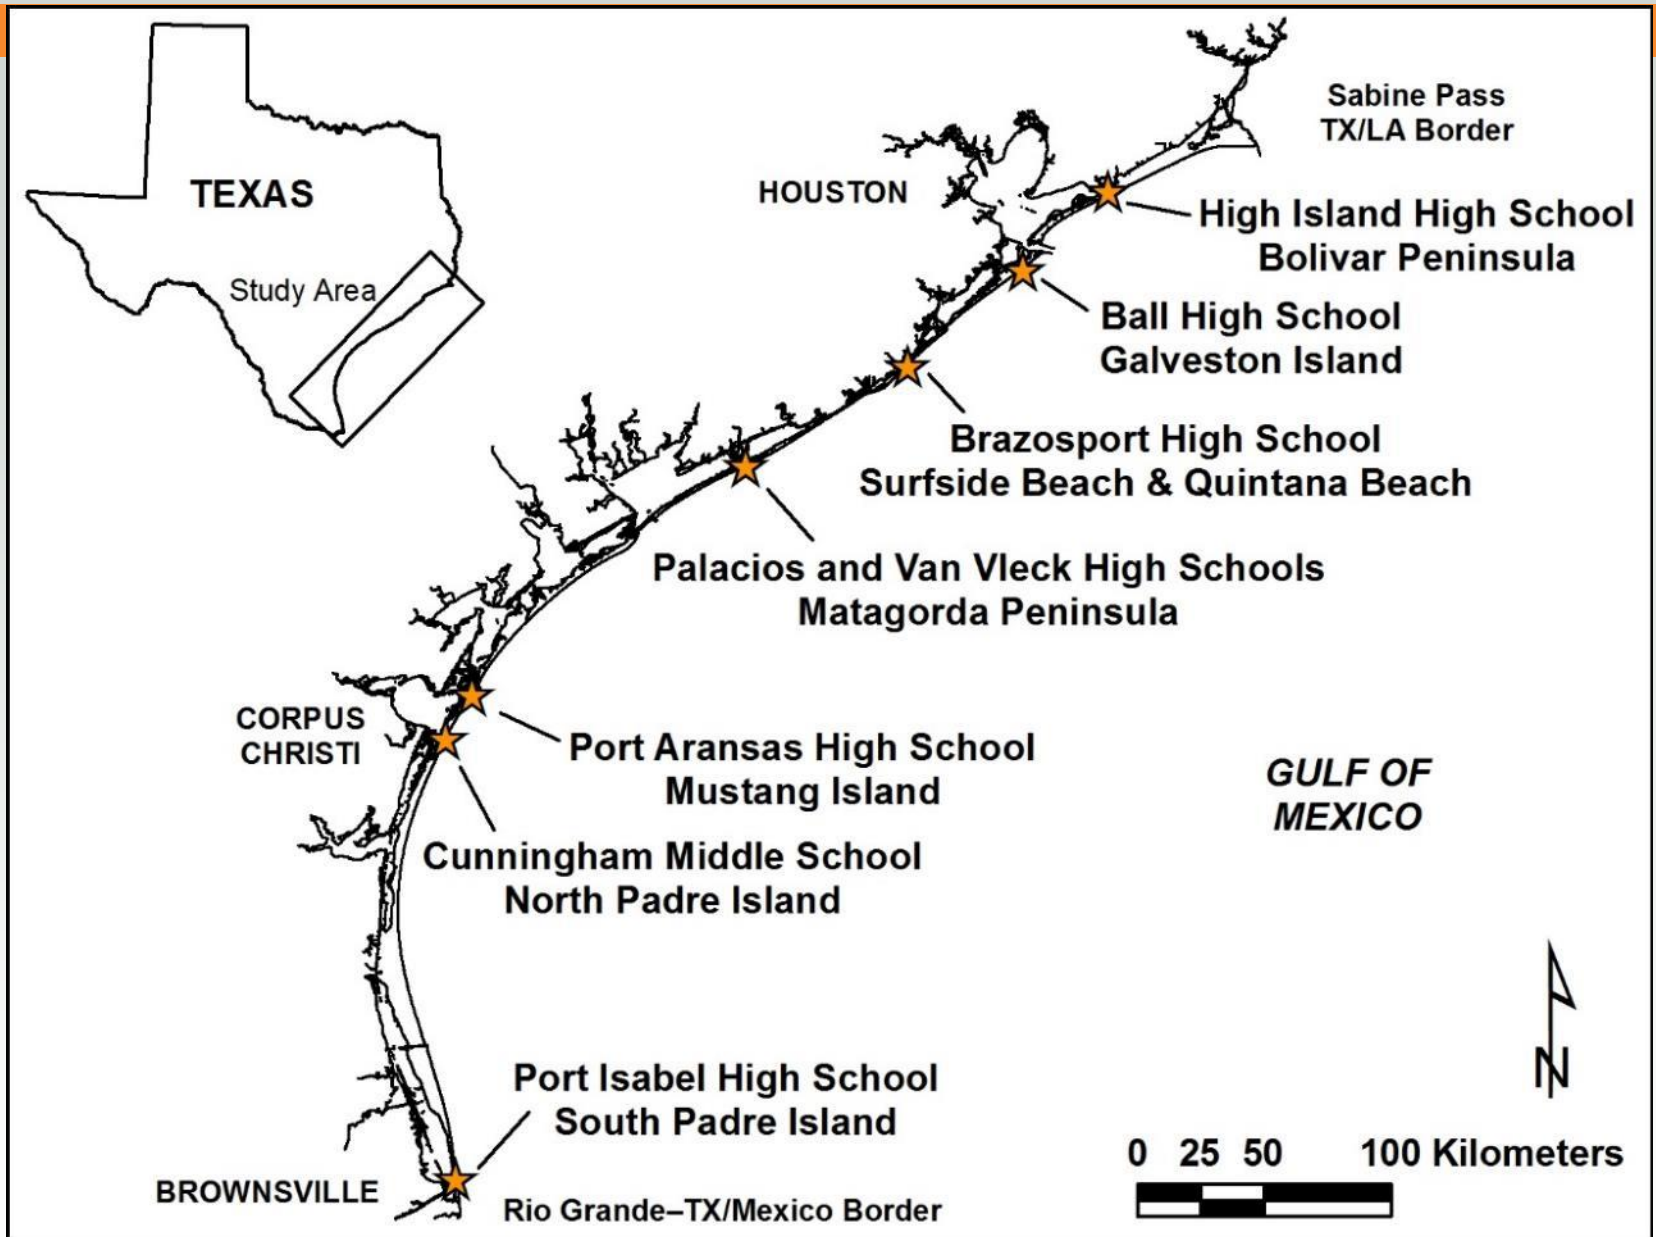 Sabine Pass
TX/LA Border
TEXAS
HOUSTON
High Island High School
Bolivar Peninsula
Study Area
Ball High School
Galveston Island
Brazosport High School
Surfside Beach & Quintana Beach
Palacios and Van Vleck High Schools
Matagorda Peninsula
CORPUS
CHRISTI
Port Aransas High School
Mustang Island
GULF OF
MEXICO
Cunningham Middle School
North Padre Island
Port Isabel High School
South Padre Island
N
0 25 50 100 Kilometers
BROWNSVILLE
Rio Grande–TX/Mexico Border